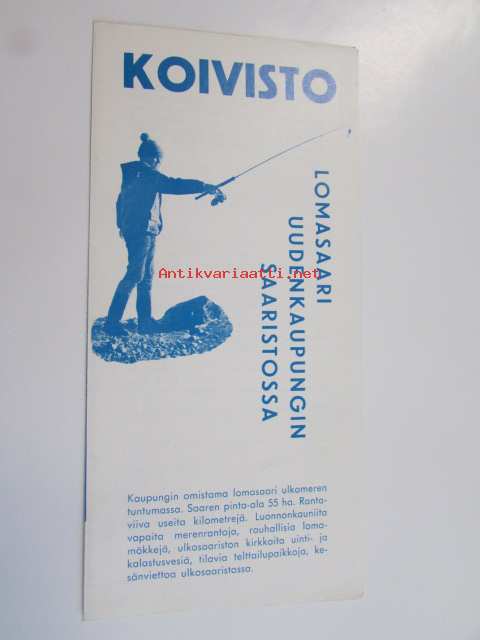 KOIVISTO
LOMASAARI
UUDENKAUPUNGIN
SAARISTOSSA
Antikvariaatti.net
Kaupungin omistama lomasaari ulkomeren
tuntumassa. Saaren pinta-ala 55 ha. Ranta-
viiva useita kilometrejä. Luonnonkauniita
vapaita merenrantoja, rauhallisia loma-
mökkejä, ulkosaariston kirkkaita uinti- ja
kalastusvesiä, tilavia telttailupaikkoja, ke-
sänviettoa ulkosaaristossa.